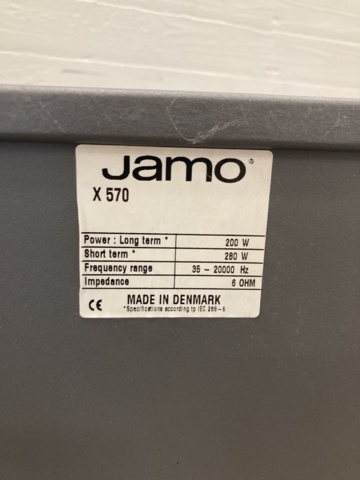 Jamo®
X 570
Power : Long term * 200 W
Short term * 280 W
Frequency range 35 - 20000 Hz
Impedance 6 OHM
CE MADE IN DENMARK
*Specifications according to IEC 268-5